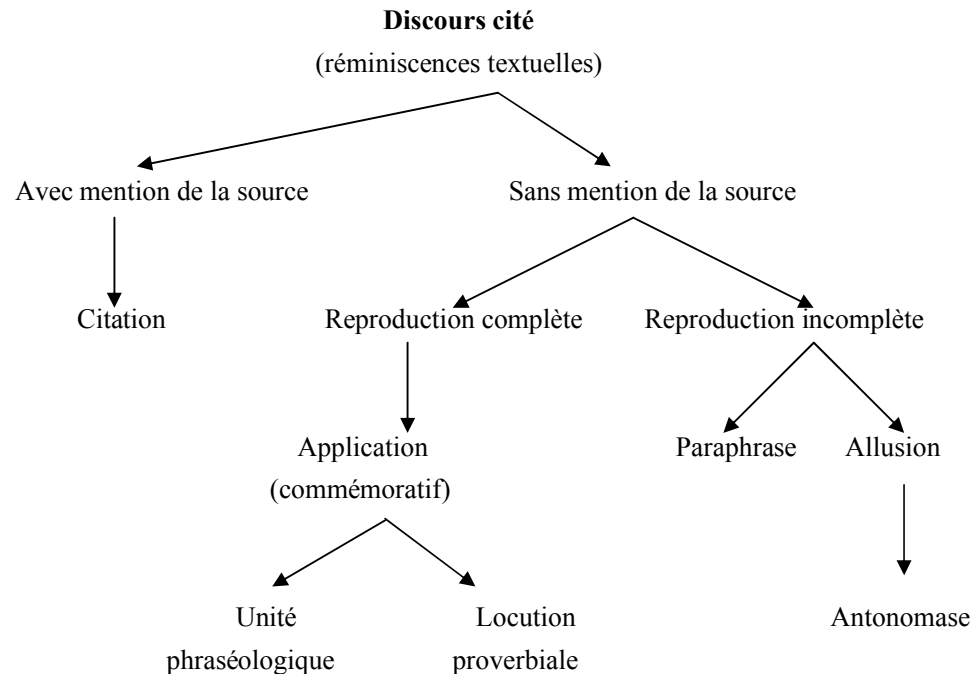 Discours cité
(réminiscences textuelles)
Avec mention de la source
Sans mention de la source
Citation
Reproduction complète
Reproduction incomplète
Application
(commémoratif)
Paraphrase
Allusion
Unité
phraséologique
Locution
proverbiale
Antonomase